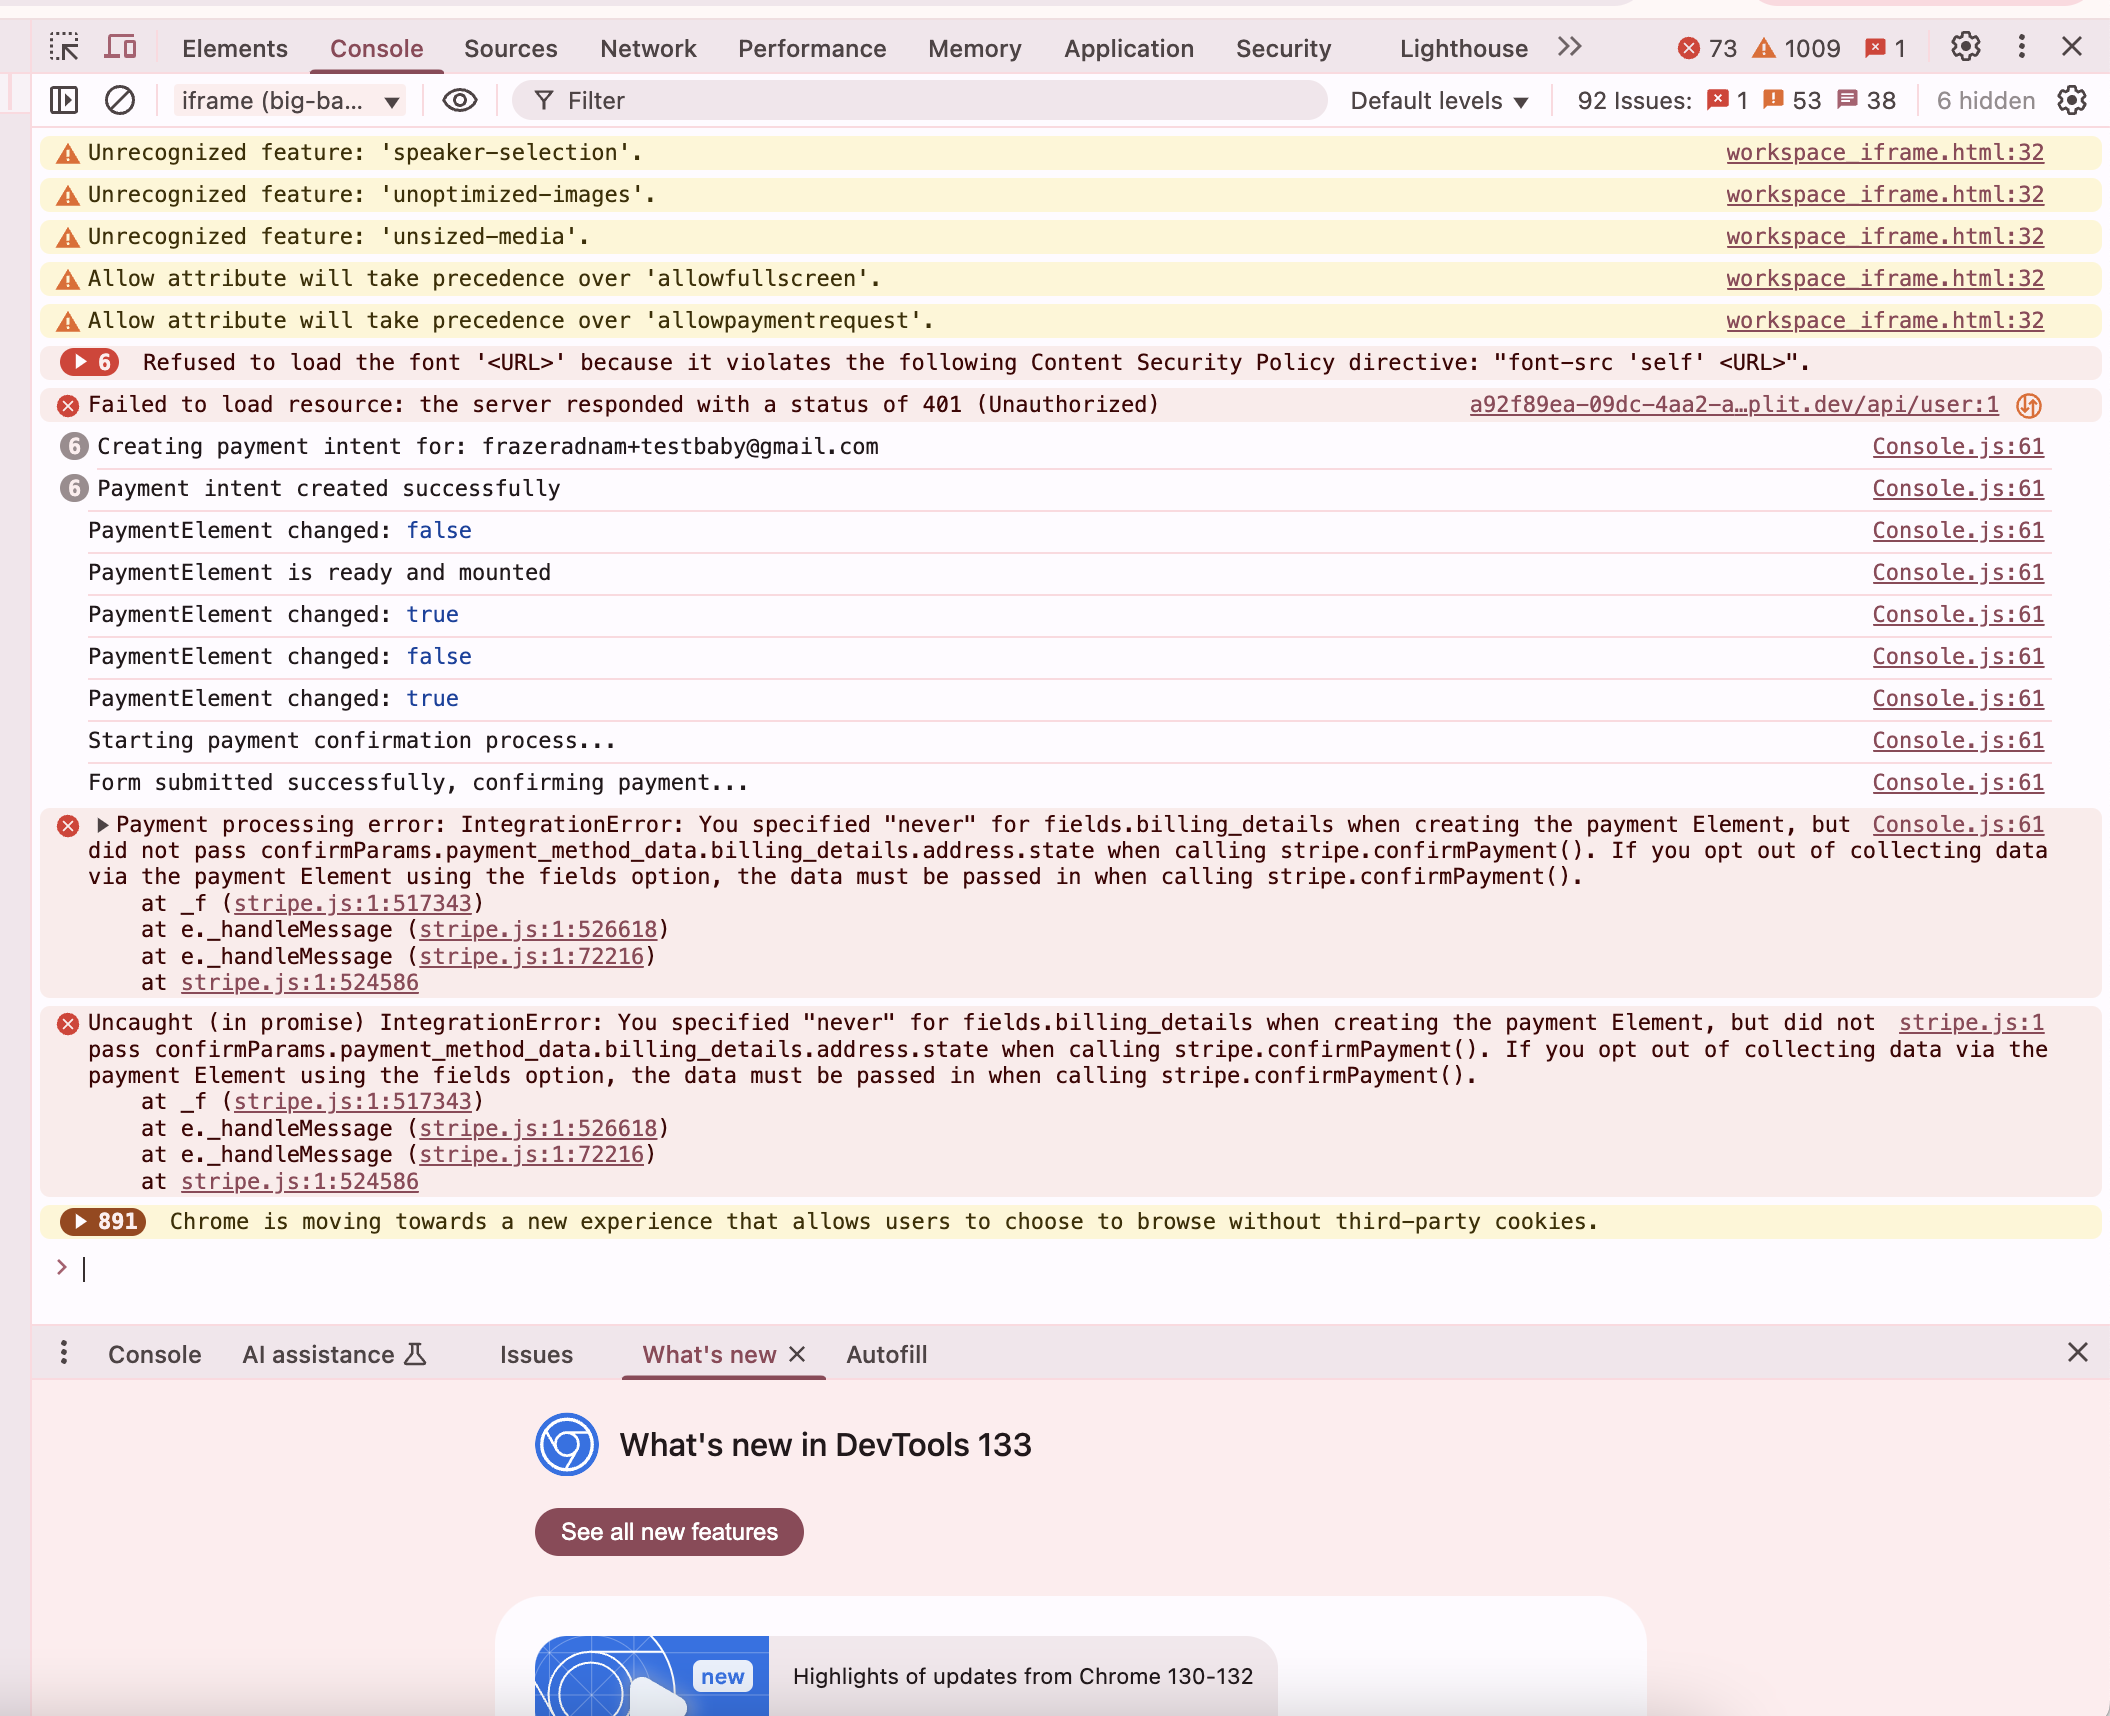 Elements Console Sources Network Performance Memory Application Security Lighthouse 73 1009 1
iframe (big-ba... Filter Default levels 92 Issues: 1 53 38 6 hidden
Unrecognized feature: 'speaker-selection'. workspace_iframe.html:32
Unrecognized feature: 'unoptimized-images'. workspace_iframe.html:32
Unrecognized feature: 'unsized-media'. workspace_iframe.html:32
Allow attribute will take precedence over 'allowfullscreen'. workspace_iframe.html:32
Allow attribute will take precedence over 'allowpaymentrequest'. workspace_iframe.html:32
6 Refused to load the font '<URL>' because it violates the following Content Security Policy directive: "font-src 'self' <URL>".
Failed to load resource: the server responded with a status of 401 (Unauthorized) a92f89ea-09dc-4aa2-a…plit.dev/api/user:1
6 Creating payment intent for: frazeradnam+testbaby@gmail.com Console.js:61
6 Payment intent created successfully Console.js:61
PaymentElement changed: false Console.js:61
PaymentElement is ready and mounted Console.js:61
PaymentElement changed: true Console.js:61
PaymentElement changed: false Console.js:61
PaymentElement changed: true Console.js:61
Starting payment confirmation process... Console.js:61
Form submitted successfully, confirming payment... Console.js:61
Payment processing error: IntegrationError: You specified "never" for fields.billing_details when creating the payment Element, but Console.js:61
did not pass confirmParams.payment_method_data.billing_details.address.state when calling stripe.confirmPayment(). If you opt out of collecting data
via the payment Element using the fields option, the data must be passed in when calling stripe.confirmPayment().
at _f (stripe.js:1:517343)
at e._handleMessage (stripe.js:1:526618)
at e._handleMessage (stripe.js:1:72216)
at stripe.js:1:524586
Uncaught (in promise) IntegrationError: You specified "never" for fields.billing_details when creating the payment Element, but did not stripe.js:1
pass confirmParams.payment_method_data.billing_details.address.state when calling stripe.confirmPayment(). If you opt out of collecting data via the
payment Element using the fields option, the data must be passed in when calling stripe.confirmPayment().
at _f (stripe.js:1:517343)
at e._handleMessage (stripe.js:1:526618)
at e._handleMessage (stripe.js:1:72216)
at stripe.js:1:524586
891 Chrome is moving towards a new experience that allows users to choose to browse without third-party cookies.
Console AI assistance Issues What's new Autofill
What's new in DevTools 133
See all new features
new Highlights of updates from Chrome 130-132